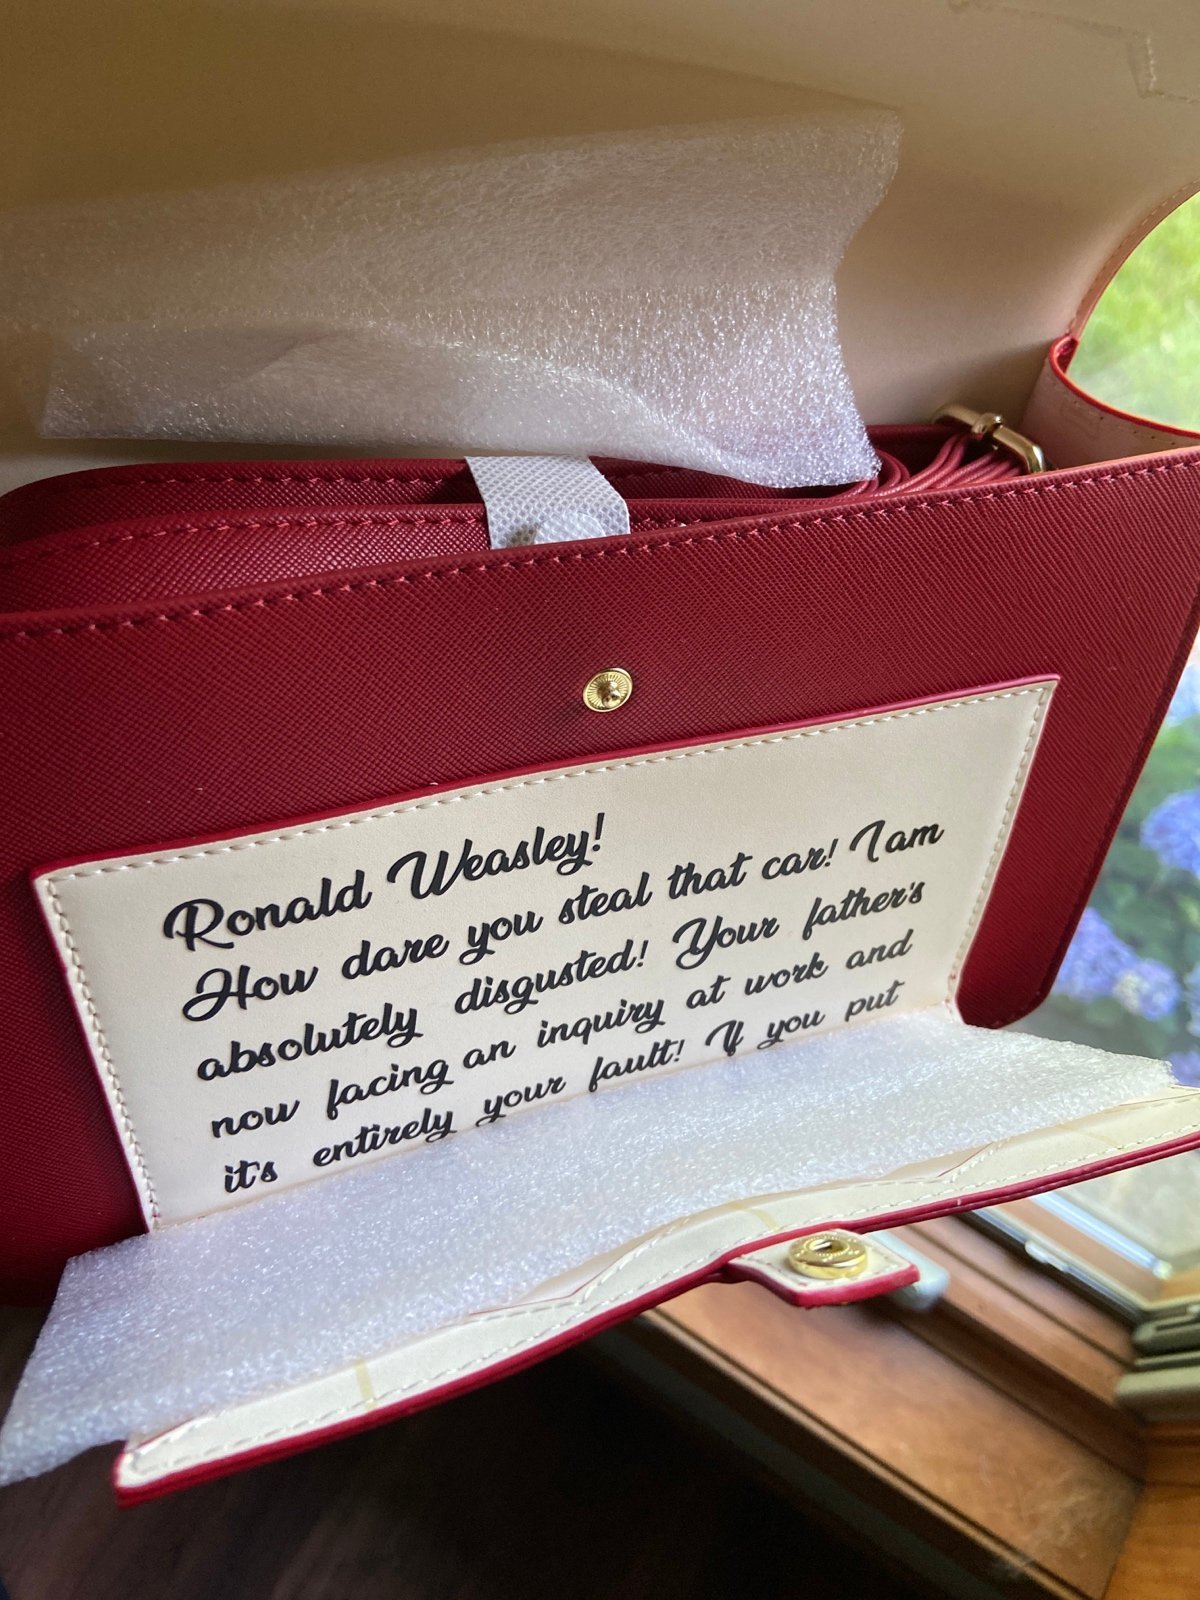 Ronald Weasley!
How dare you steal that car! I am
absolutely disgusted! Your father's
now facing an inquiry at work and
it's entirely your fault! If you put